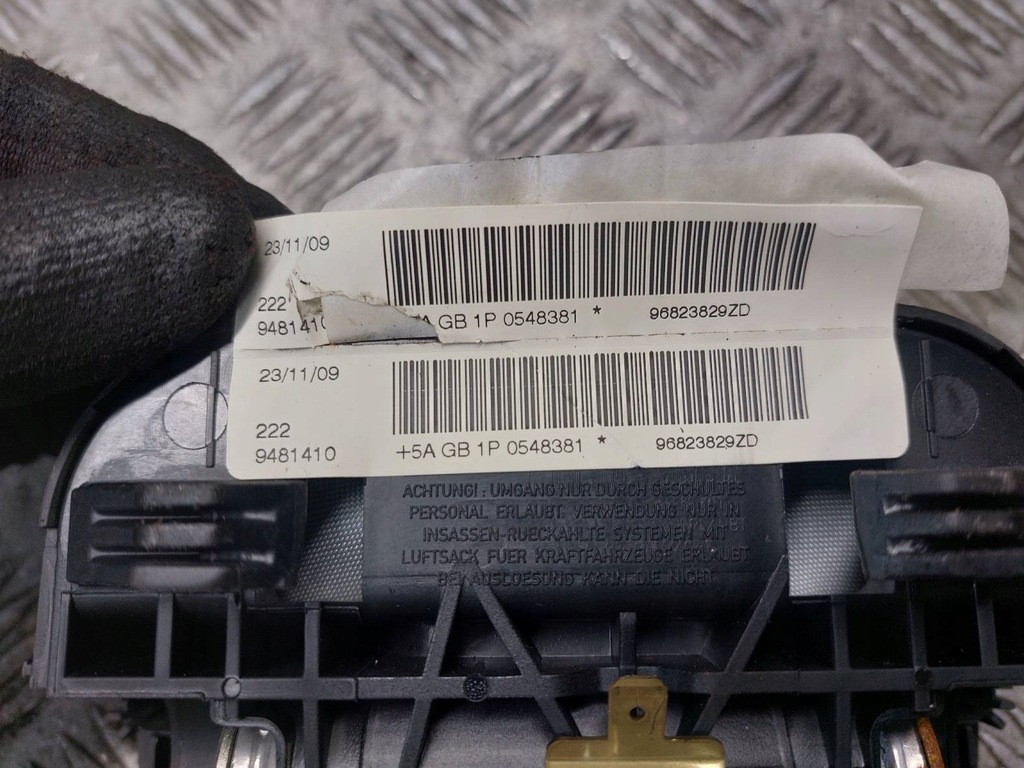 23/11/09
222
9481410
A GB 1P 0548381 * 96823829ZD
23/11/09
222
9481410
+5A GB 1P 0548381 * 96823829ZD
ACHTUNG! : UMGANG NUR DURCH GESCHULTES
PERSONAL ERLAUBT. VERWENDUNG NUR IN
INSASSEN-RUECKAHLTE SYSTEMEN MIT
LUFTSACK FUER KRAFTFAHRZEUGE ERLAUBT
BEI AUSLOESUNG KANN DIE NICHT